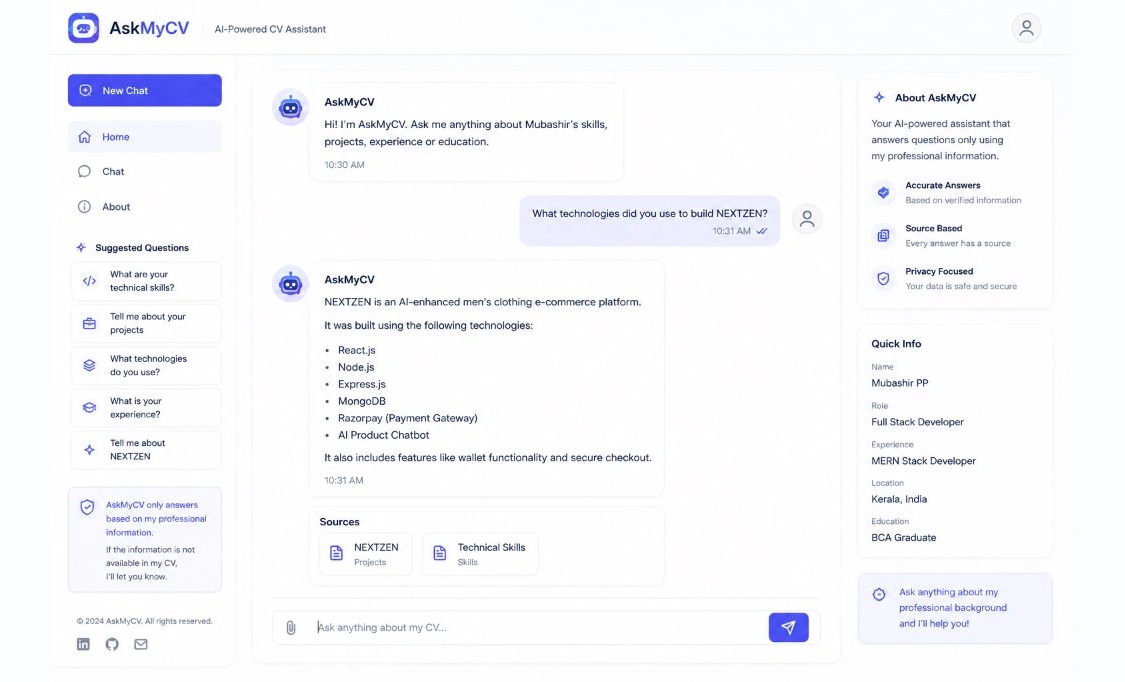 AskMyCV
AI-Powered CV Assistant
New Chat
Home
Chat
About
Suggested Questions
What are your
technical skills?
Tell me about your
projects
What technologies
do you use?
What is your
experience?
Tell me about
NEXTZEN
AskMyCV only answers
based on my professional
information.
If the information is not
available in my CV,
I'll let you know.
© 2024 AskMyCV. All rights reserved.
AskMyCV
Hi! I'm AskMyCV. Ask me anything about Mubashir's skills,
projects, experience or education.
10:30 AM
What technologies did you use to build NEXTZEN?
10:31 AM
AskMyCV
NEXTZEN is an AI-enhanced men's clothing e-commerce platform.
It was built using the following technologies:
• React.js
• Node.js
• Express.js
• MongoDB
• Razorpay (Payment Gateway)
• AI Product Chatbot
It also includes features like wallet functionality and secure checkout.
10:31 AM
Sources
NEXTZEN
Projects
Technical Skills
Skills
Ask anything about my CV...
About AskMyCV
Your AI-powered assistant that
answers questions only using
my professional information.
Accurate Answers
Based on verified information
Source Based
Every answer has a source
Privacy Focused
Your data is safe and secure
Quick Info
Name
Mubashir PP
Role
Full Stack Developer
Experience
MERN Stack Developer
Location
Kerala, India
Education
BCA Graduate
Ask anything about my
professional background
and I'll help you!